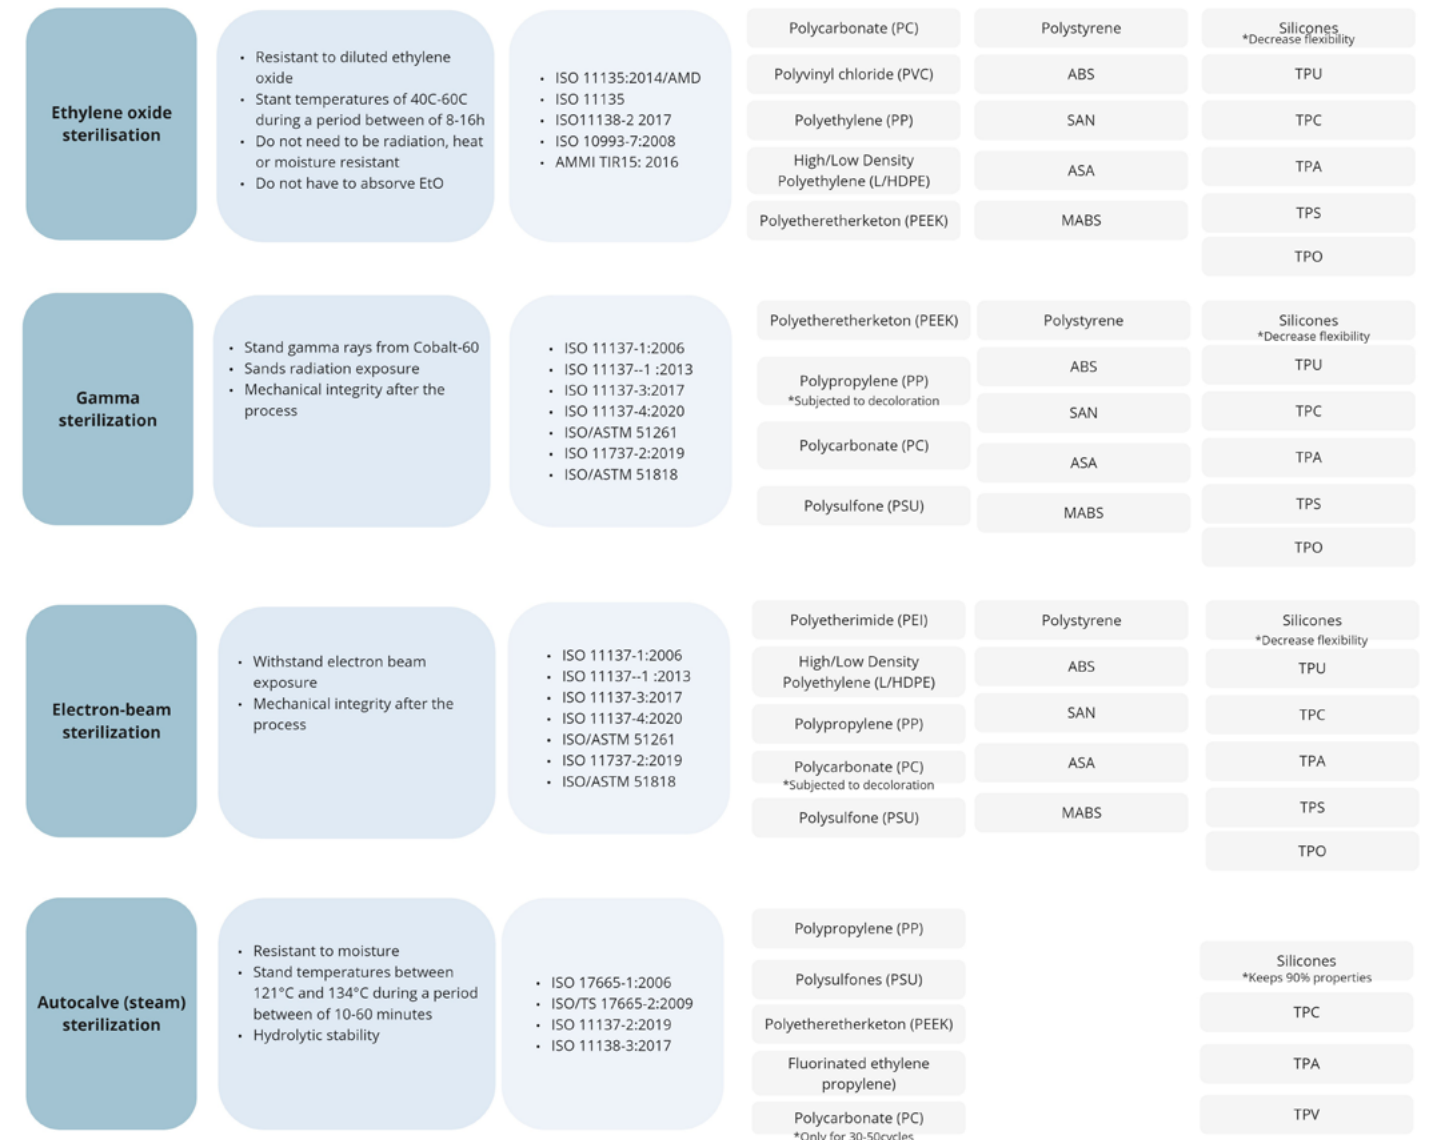 Ethylene oxide
sterilisation
• Resistant to diluted ethylene
oxide
• Stant temperatures of 40C-60C
during a period between of 8-16h
• Do not need to be radiation, heat
or moisture resistant
• Do not have to absorve EtO
• ISO 11135:2014/AMD
• ISO 11135
• ISO11138-2 2017
• ISO 10993-7:2008
• AMMI TIR15: 2016
Polycarbonate (PC)
Polyvinyl chloride (PVC)
Polyethylene (PP)
High/Low Density
Polyethylene (L/HDPE)
Polyetheretherketon (PEEK)
Polystyrene
ABS
SAN
ASA
MABS
Silicones
*Decrease flexibility
TPU
TPC
TPA
TPS
TPO
Gamma
sterilization
• Stand gamma rays from Cobalt-60
• Sands radiation exposure
• Mechanical integrity after the
process
• ISO 11137-1:2006
• ISO 11137--1 :2013
• ISO 11137-3:2017
• ISO 11137-4:2020
• ISO/ASTM 51261
• ISO 11737-2:2019
• ISO/ASTM 51818
Polyetheretherketon (PEEK)
Polypropylene (PP)
*Subjected to decoloration
Polycarbonate (PC)
Polysulfone (PSU)
Polystyrene
ABS
SAN
ASA
MABS
Silicones
*Decrease flexibility
TPU
TPC
TPA
TPS
TPO
Electron-beam
sterilization
• Withstand electron beam
exposure
• Mechanical integrity after the
process
• ISO 11137-1:2006
• ISO 11137--1 :2013
• ISO 11137-3:2017
• ISO 11137-4:2020
• ISO/ASTM 51261
• ISO 11737-2:2019
• ISO/ASTM 51818
Polyetherimide (PEI)
High/Low Density
Polyethylene (L/HDPE)
Polypropylene (PP)
Polycarbonate (PC)
*Subjected to decoloration
Polysulfone (PSU)
Polystyrene
ABS
SAN
ASA
MABS
Silicones
*Decrease flexibility
TPU
TPC
TPA
TPS
TPO
Autocalve (steam)
sterilization
• Resistant to moisture
• Stand temperatures between
121°C and 134°C during a period
between of 10-60 minutes
• Hydrolytic stability
• ISO 17665-1:2006
• ISO/TS 17665-2:2009
• ISO 11137-2:2019
• ISO 11138-3:2017
Polypropylene (PP)
Polysulfones (PSU)
Polyetheretherketon (PEEK)
Fluorinated ethylene
propylene)
Polycarbonate (PC)
*Only for 30-50cycles
Silicones
*Keeps 90% properties
TPC
TPA
TPV